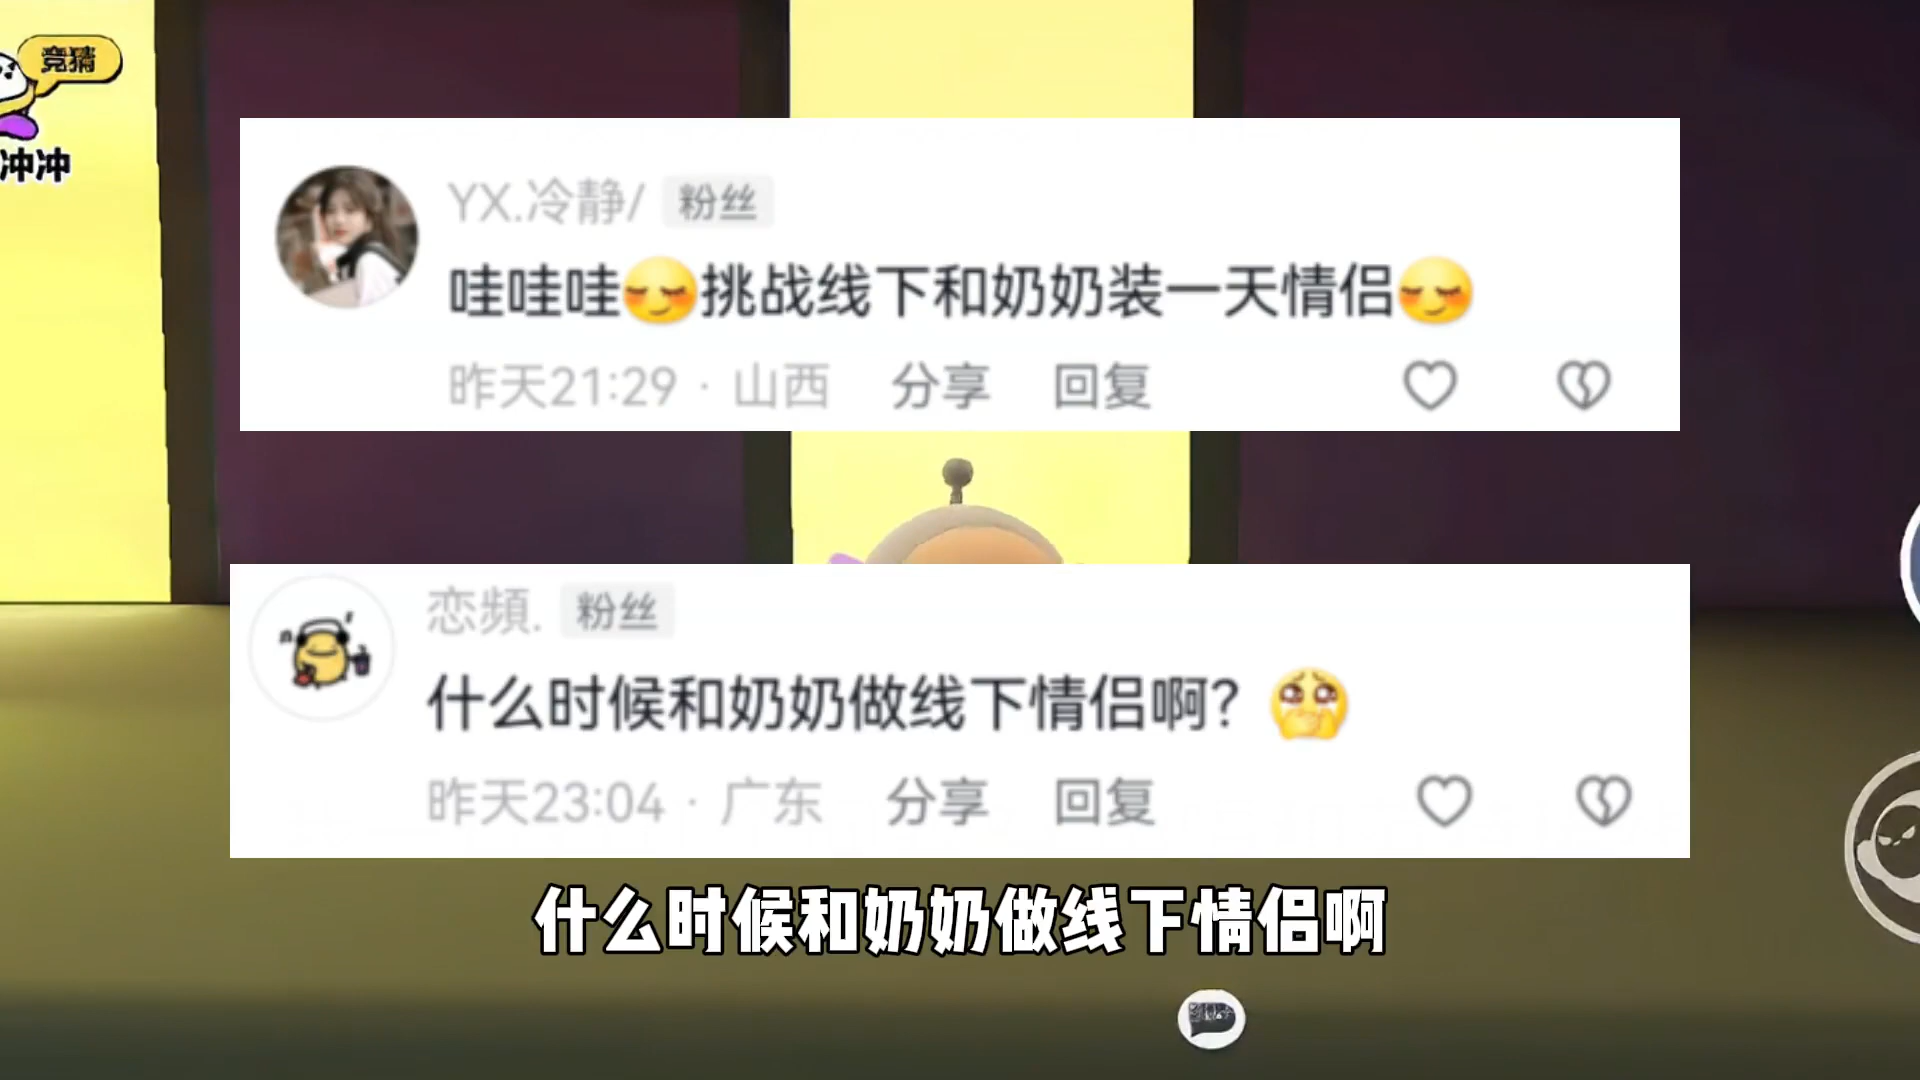 竞猜
冲冲
YX.冷静/ 粉丝
哇哇哇😌挑战线下和奶奶装一天情侣😌
昨天21:29 · 山西 分享 回复
恋頻. 粉丝
什么时候和奶奶做线下情侣啊？🥹
昨天23:04 · 广东 分享 回复
什么时候和奶奶做线下情侣啊